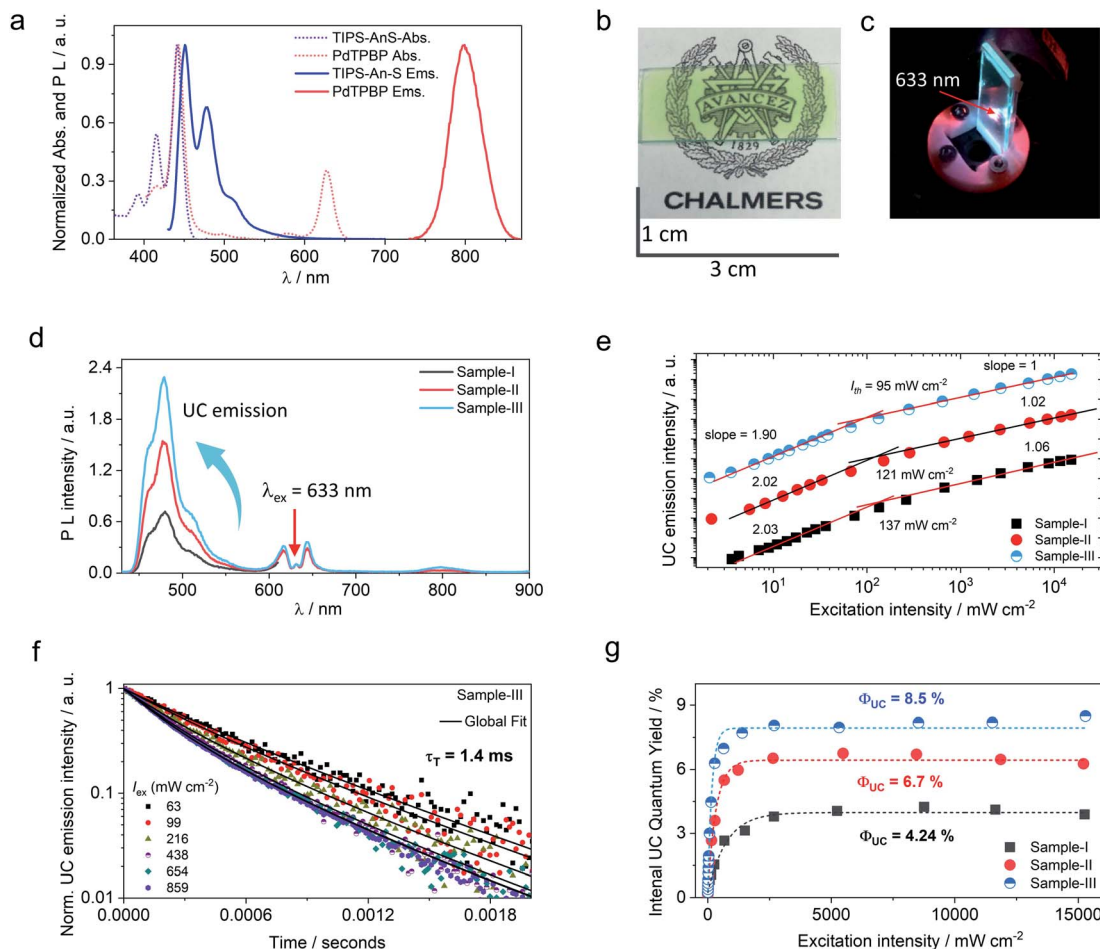 a
Normalized Abs. and P L / a. u.
1.0
0.9
0.6
0.3
0.0
400 500 600 700 800
λ / nm
TIPS-AnS-Abs.
PdTPBP Abs.
TIPS-An-S Ems.
PdTPBP Ems.
b
AVANCEZ
1829
CHALMERS
1 cm
3 cm
c
633 nm
d
P L intensity / a.u.
2.4
1.8
1.2
0.6
0.0
500 600 700 800 900
λ / nm
UC emission
λex = 633 nm
Sample-I
Sample-II
Sample-III
e
UC emission intensity / a. u.
slope = 1
Ith = 95 mW cm-2
slope = 1.90
1.02
2.02
121 mW cm-2
1.06
2.03
137 mW cm-2
Sample-I
Sample-II
Sample-III
10¹ 10² 10³ 10⁴
Excitation intensity / mW cm-2
f
Norm. UC emission intensity / a. u.
1
0.1
0.01
Sample-III
Global Fit
τT = 1.4 ms
Iex (mW cm-2)
63
99
216
438
654
859
0.0000 0.0006 0.0012 0.0018
Time / seconds
g
Intenal UC Quantum Yield / %
9
6
3
0
ΦUC = 8.5 %
ΦUC = 6.7 %
ΦUC = 4.24 %
Sample-I
Sample-II
Sample-III
0 5000 10000 15000
Excitation intensity / mW cm-2